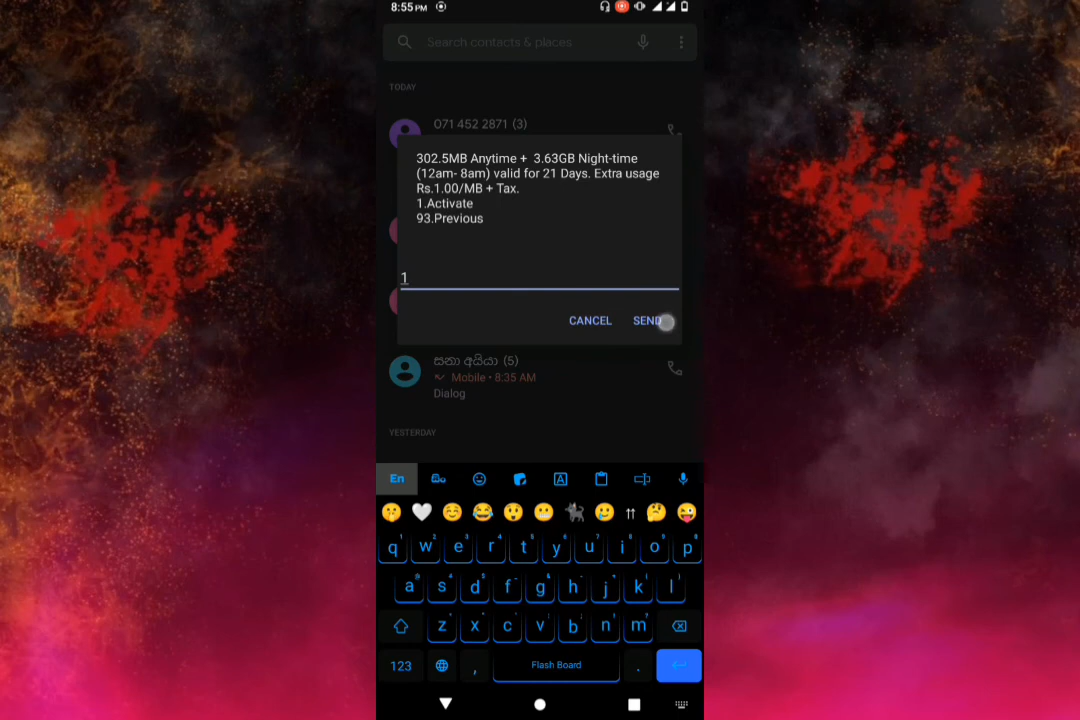 8:55 PM
Search contacts & places
TODAY
071 452 2871 (3)
302.5MB Anytime + 3.63GB Night-time
(12am- 8am) valid for 21 Days. Extra usage
Rs.1.00/MB + Tax.
1.Activate
93.Previous
1
CANCEL SEND
සනා අයියා (5)
Mobile • 8:35 AM
Dialog
YESTERDAY
En
q w e r t y u i o p
a s d f g h j k l
z x c v b n m
123 , Flash Board .